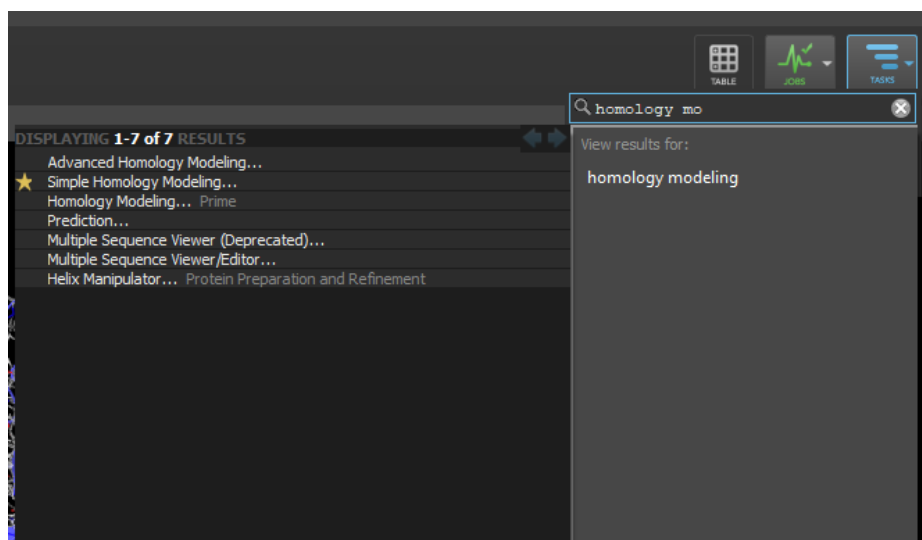 TABLE
JOBS
TASKS
homology mo
DISPLAYING 1-7 of 7 RESULTS
Advanced Homology Modeling...
Simple Homology Modeling...
Homology Modeling... Prime
Prediction...
Multiple Sequence Viewer (Deprecated)...
Multiple Sequence Viewer/Editor...
Helix Manipulator... Protein Preparation and Refinement
View results for:
homology modeling